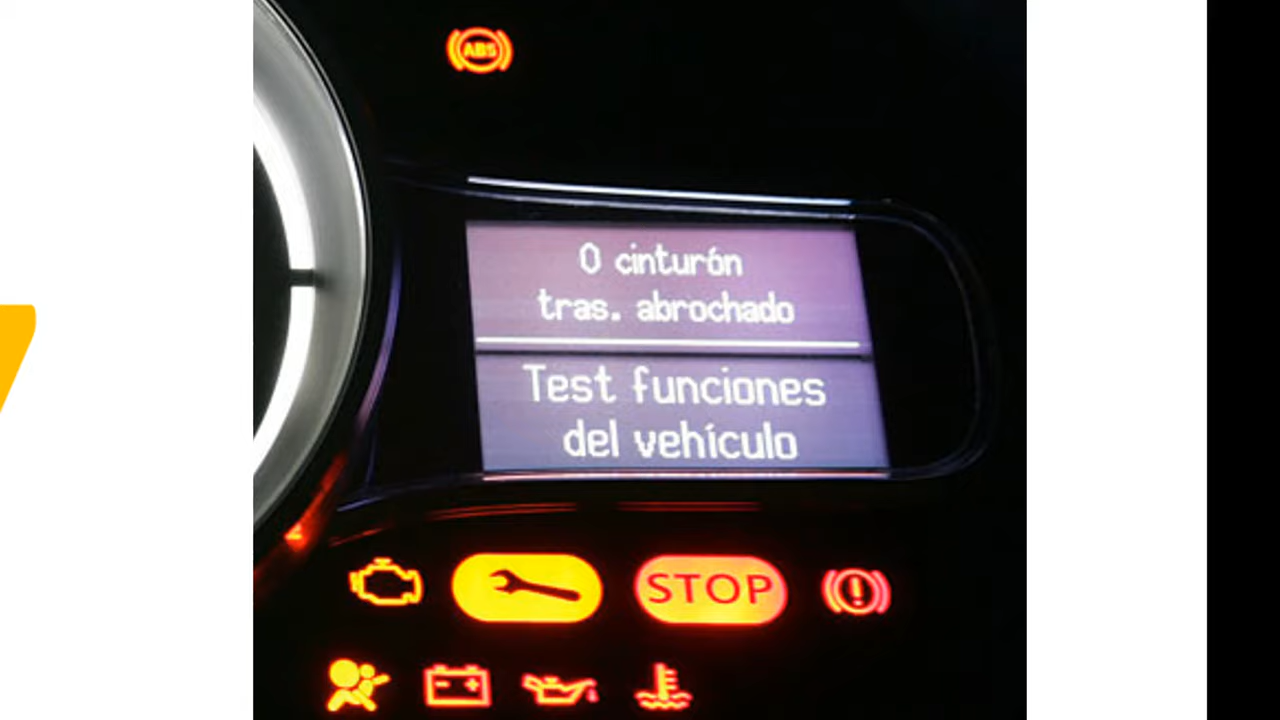 ABS
0 cinturón
tras. abrochado
Test funciones
del vehículo
STOP